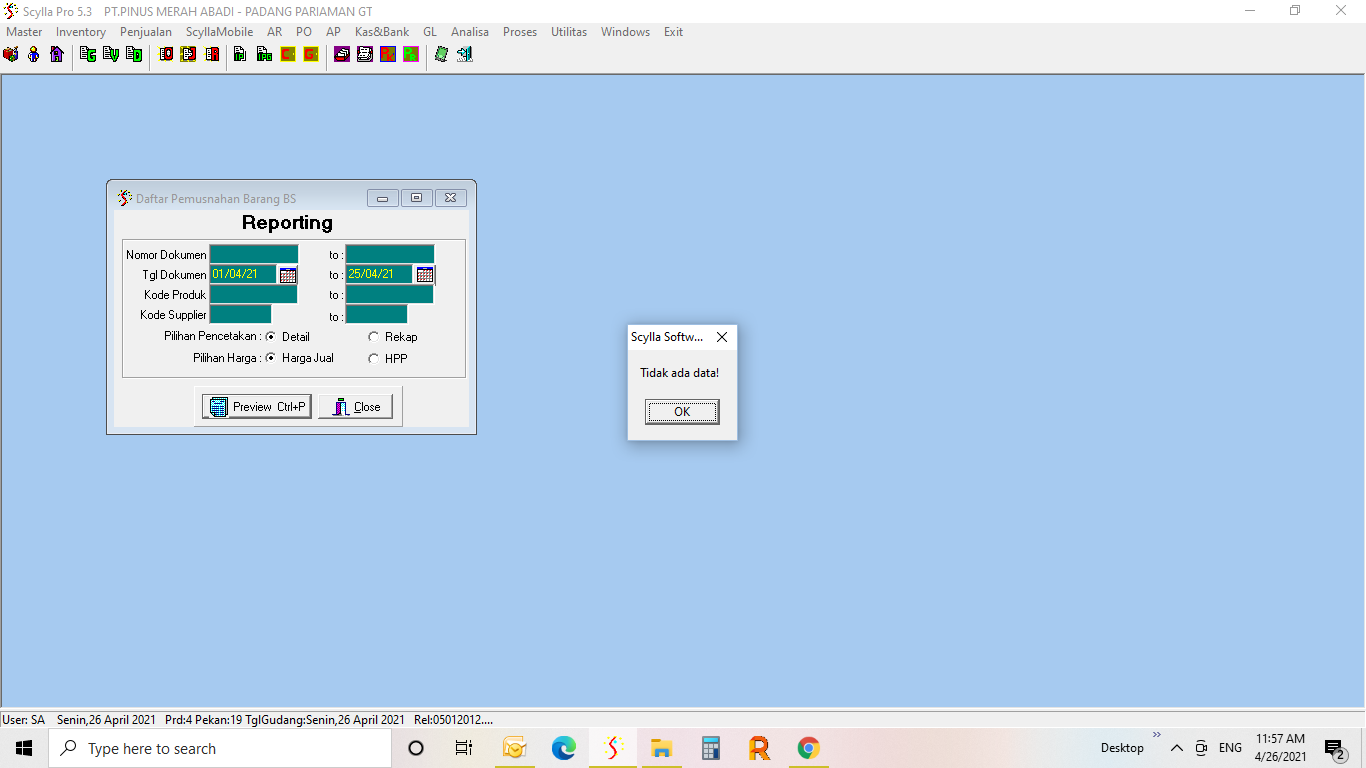 Scylla Pro 5.3 PT.PINUS MERAH ABADI - PADANG PARIAMAN GT
Master Inventory Penjualan ScyllaMobile AR PO AP Kas&Bank GL Analisa Proses Utilitas Windows Exit
Daftar Pemusnahan Barang BS
Reporting
Nomor Dokumen to :
Tgl Dokumen 01/04/21 to : 25/04/21
Kode Produk to :
Kode Supplier to :
Pilihan Pencetakan : Detail Rekap
Pilihan Harga : Harga Jual HPP
Preview Ctrl+P Close
Scylla Softw...
Tidak ada data!
OK
User: SA Senin,26 April 2021 Prd:4 Pekan:19 TglGudang:Senin,26 April 2021 Rel:05012012....
Type here to search
Desktop
ENG
11:57 AM
4/26/2021
2